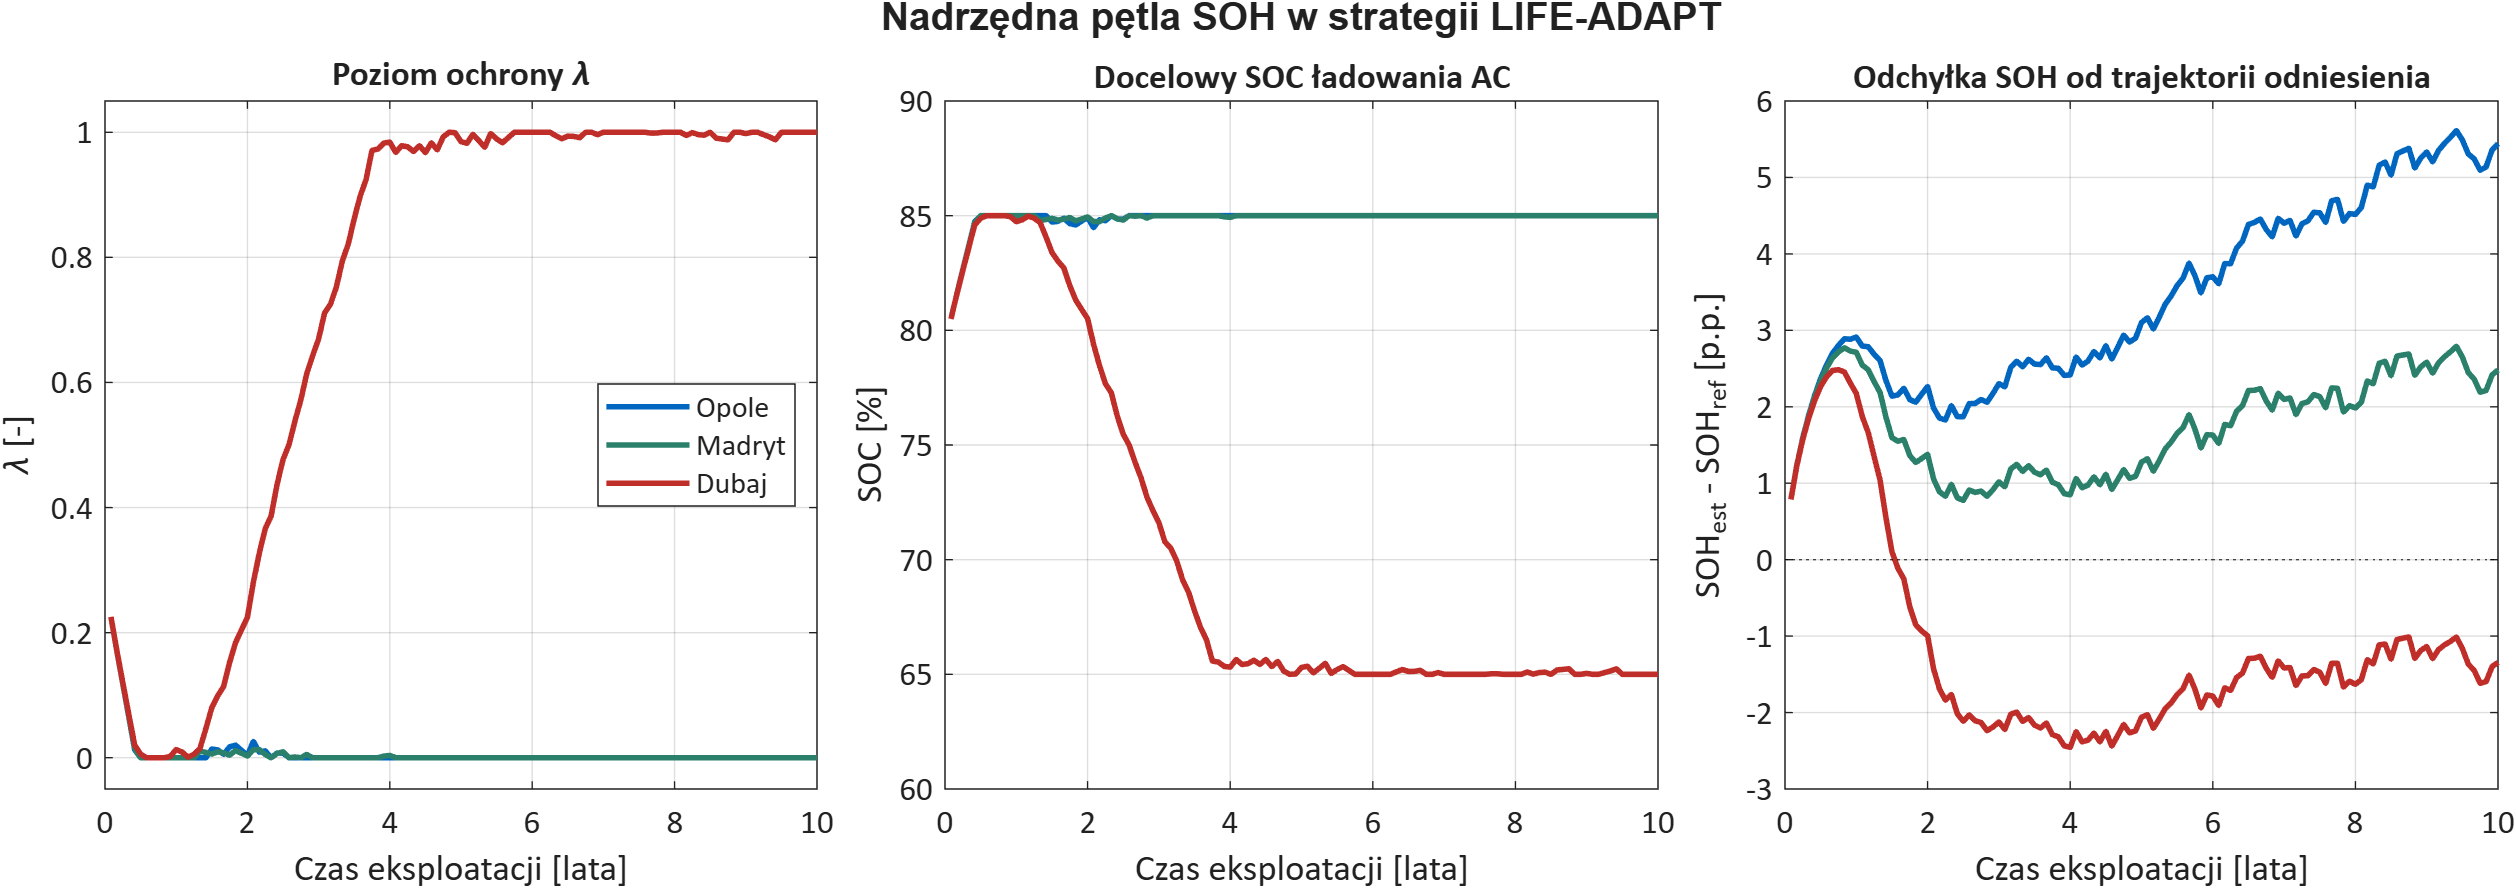 Nadrzędna pętla SOH w strategii LIFE-ADAPT
Poziom ochrony λ
1
0.8
0.6
0.4
0.2
0
λ [-]
Opole
Madryt
Dubaj
0 2 4 6 8 10
Czas eksploatacji [lata]
Docelowy SOC ładowania AC
90
85
80
75
70
65
60
SOC [%]
0 2 4 6 8 10
Czas eksploatacji [lata]
Odchyłka SOH od trajektorii odniesienia
6
5
4
3
2
1
0
-1
-2
-3
SOHest - SOHref [p.p.]
0 2 4 6 8 10
Czas eksploatacji [lata]